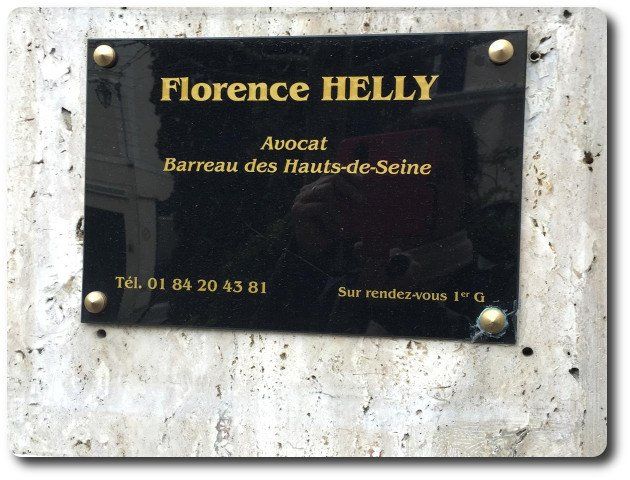 Florence HELLY
Avocat
Barreau des Hauts-de-Seine
Tél. 01 84 20 43 81
Sur rendez-vous 1er G